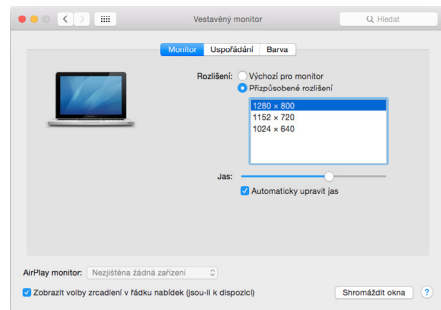 Vestavěný monitor
Hledat
Monitor Uspořádání Barva
Rozlišení: Výchozí pro monitor
Přizpůsobené rozlišení
1280 × 800
1152 × 720
1024 × 640
Jas:
Automaticky upravit jas
AirPlay monitor: Nezjištěna žádná zařízení
Zobrazit volby zrcadlení v řádku nabídek (jsou-li k dispozici) Shromáždit okna ?